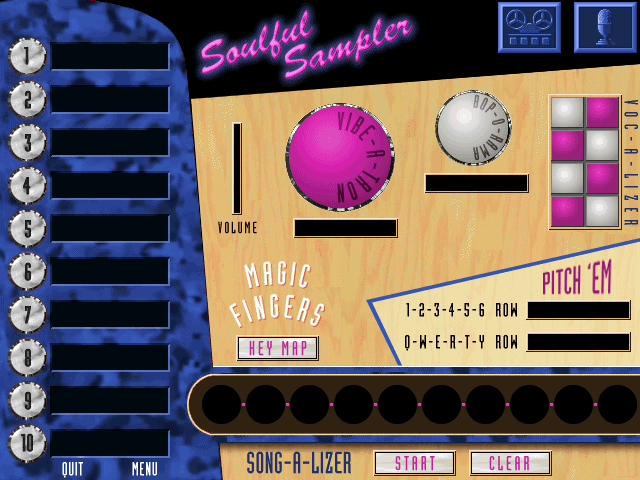 Soulful
Sampler
1
2
3
4
5
6
7
8
9
10
QUIT
MENU
VOLUME
VIBE-A-TRON
BOP-O-RAMA
VOC-A-LIZER
MAGIC
FINGERS
KEY MAP
PITCH 'EM
1-2-3-4-5-6 ROW
Q-W-E-R-T-Y ROW
SONG-A-LIZER
START
CLEAR